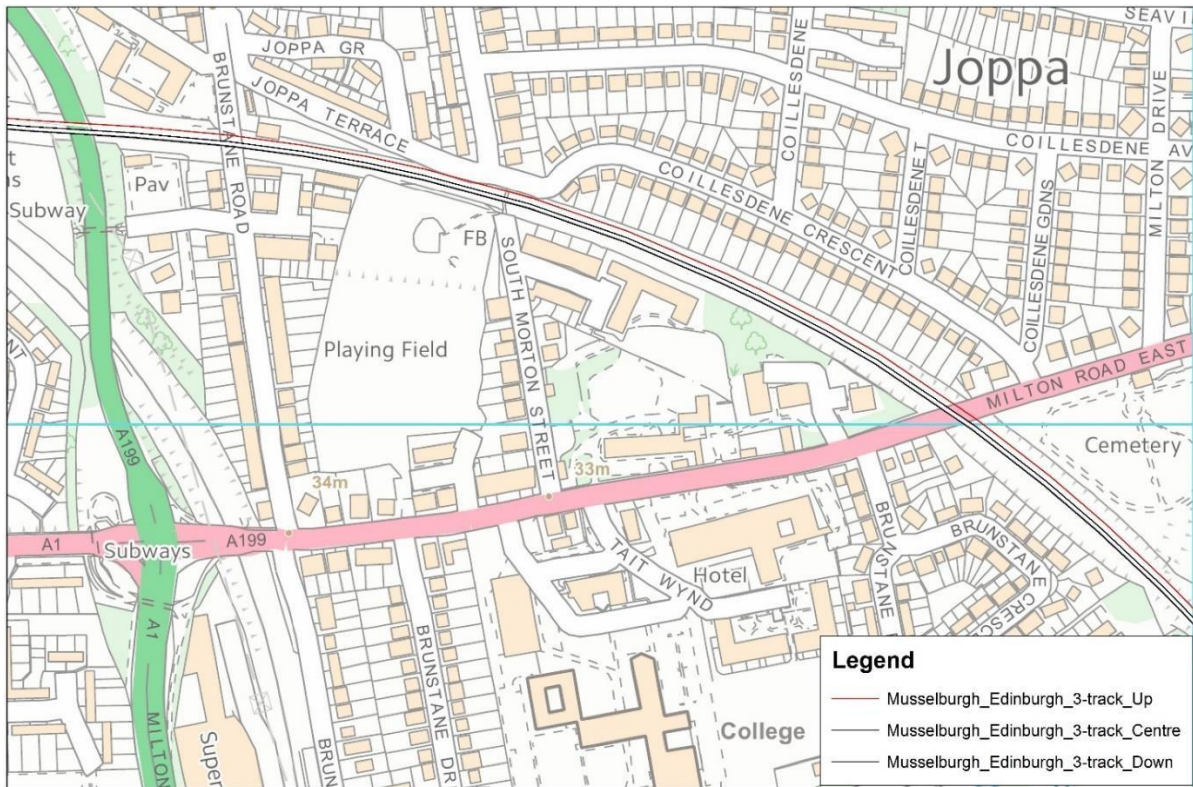 SEAVI
JOPPA GR
Joppa
BRUNSTANE ROAD
JOPPA TERRACE
COILLESDENE
MILTON DRIVE
COILLESDENE AV
Pav
Subway
COILLESDENE CRESCENT
COILLESDENE T
COILLESDENE GDNS
FB
SOUTH MORTON STREET
Playing Field
MILTON ROAD EAST
A199
Cemetery
33m
34m
A1
Subways
A199
BRUNSTANE
BRUNSTANE
CRESC
TAIT WYND
Hotel
A1
BRUNSTANE DR
MILTON
Super
BRUN
College
Legend
Musselburgh_Edinburgh_3-track_Up
Musselburgh_Edinburgh_3-track_Centre
Musselburgh_Edinburgh_3-track_Down